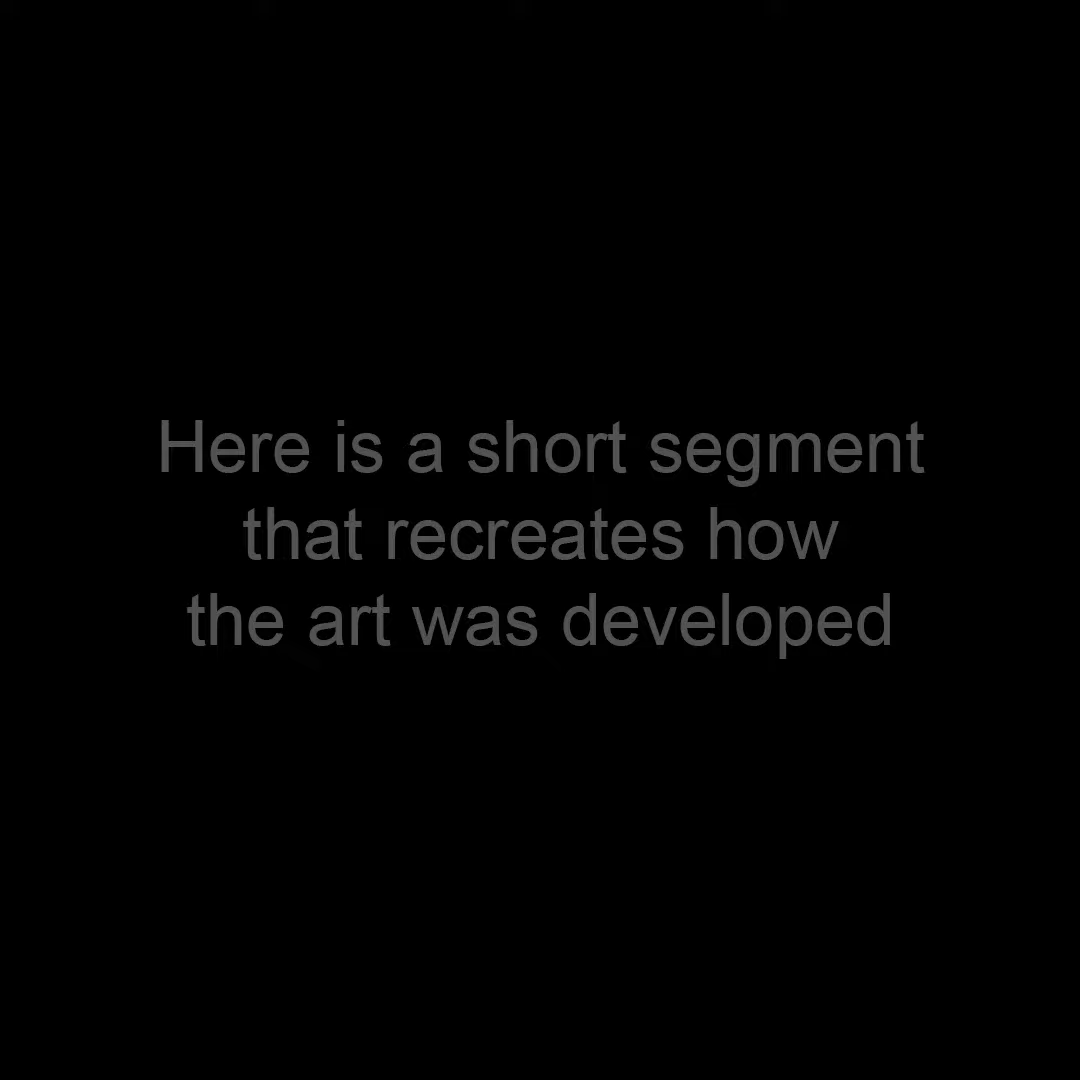 Here is a short segment
that recreates how
the art was developed